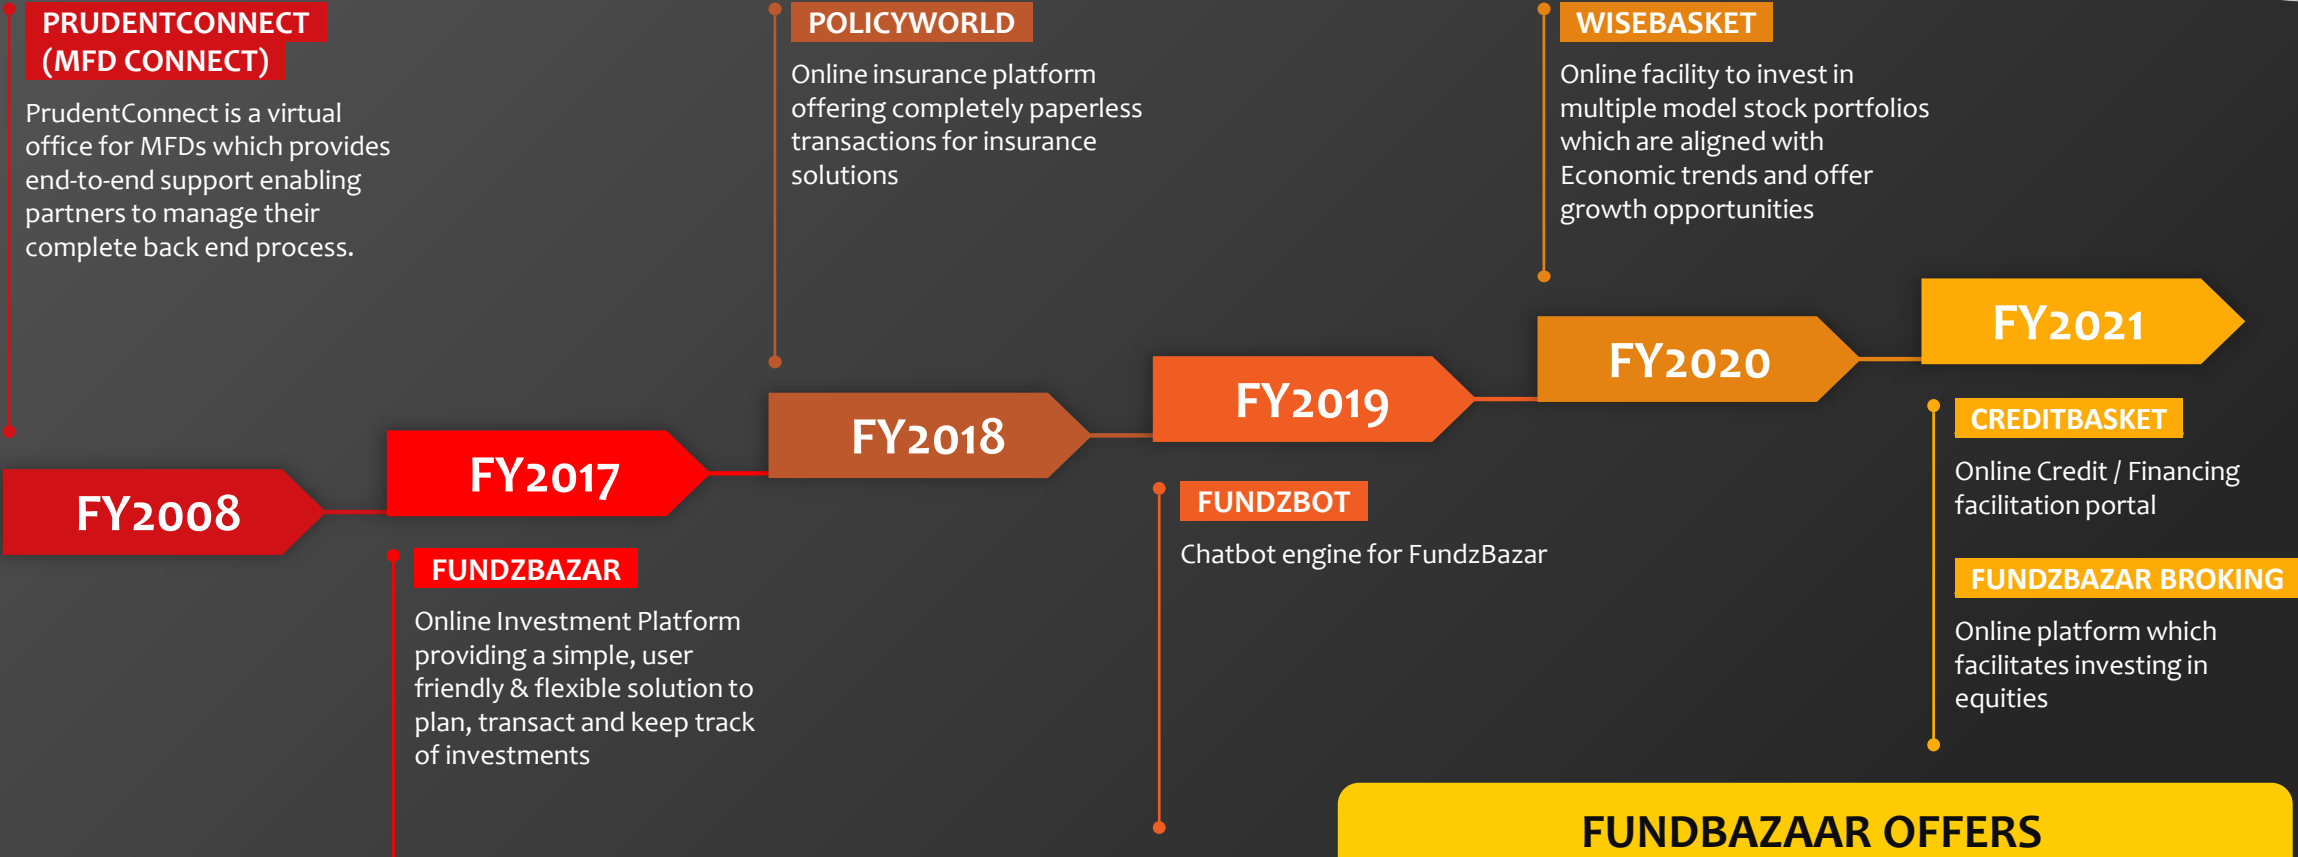 PRUDENTCONNECT
(MFD CONNECT)
PrudentConnect is a virtual
office for MFDs which provides
end-to-end support enabling
partners to manage their
complete back end process.
FY2008
FY2017
FUNDZBAZAR
Online Investment Platform
providing a simple, user
friendly & flexible solution to
plan, transact and keep track
of investments
POLICYWORLD
Online insurance platform
offering completely paperless
transactions for insurance
solutions
FY2018
FY2019
FUNDZBOT
Chatbot engine for FundzBazar
WISEBASKET
Online facility to invest in
multiple model stock portfolios
which are aligned with
Economic trends and offer
growth opportunities
FY2020
FY2021
CREDITBASKET
Online Credit / Financing
facilitation portal
FUNDZBAZAR BROKING
Online platform which
facilitates investing in
equities
FUNDBAZAAR OFFERS